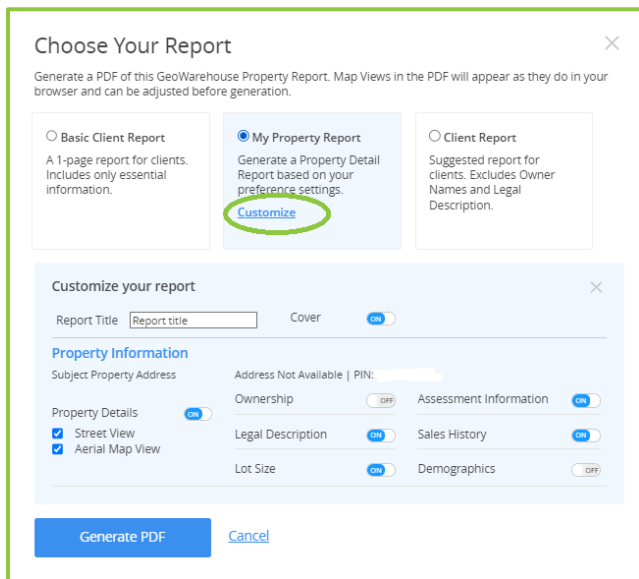 Choose Your Report
Generate a PDF of this GeoWarehouse Property Report. Map Views in the PDF will appear as they do in your
browser and can be adjusted before generation.
Basic Client Report
A 1-page report for clients.
Includes only essential
information.
My Property Report
Generate a Property Detail
Report based on your
preference settings.
Customize
Client Report
Suggested report for
clients. Excludes Owner
Names and Legal
Description.
Customize your report
Report Title Report title Cover ON
Property Information
Subject Property Address Address Not Available | PIN:
Ownership OFF Assessment Information ON
Property Details ON
Street View
Aerial Map View
Legal Description ON Sales History ON
Lot Size ON Demographics OFF
Generate PDF Cancel